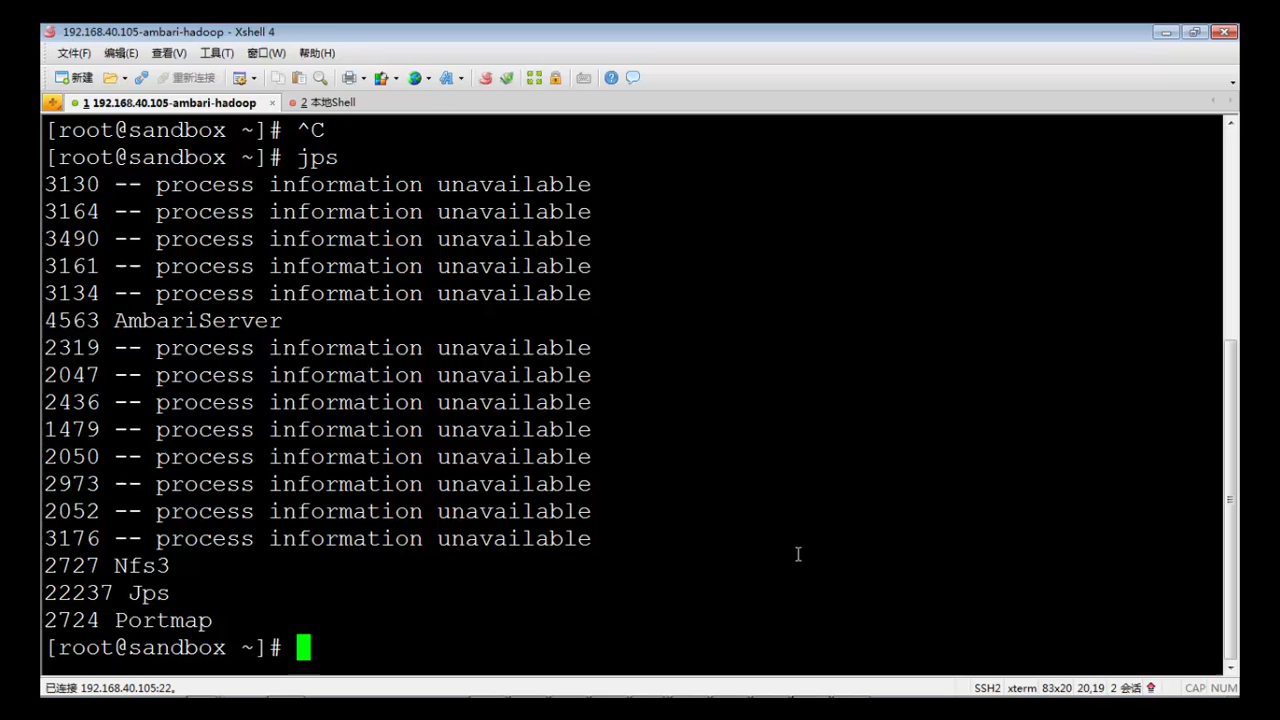 192.168.40.105-ambari-hadoop - Xshell 4
文件(F) 编辑(E) 查看(V) 工具(T) 窗口(W) 帮助(H)
新建 重新连接
1 192.168.40.105-ambari-hadoop × 2 本地Shell
[root@sandbox ~]# ^C
[root@sandbox ~]# jps
3130 -- process information unavailable
3164 -- process information unavailable
3490 -- process information unavailable
3161 -- process information unavailable
3134 -- process information unavailable
4563 AmbariServer
2319 -- process information unavailable
2047 -- process information unavailable
2436 -- process information unavailable
1479 -- process information unavailable
2050 -- process information unavailable
2973 -- process information unavailable
2052 -- process information unavailable
3176 -- process information unavailable
2727 Nfs3
22237 Jps
2724 Portmap
[root@sandbox ~]#
已连接 192.168.40.105:22。 SSH2 xterm 83x20 20,19 2 会话 CAP NUM